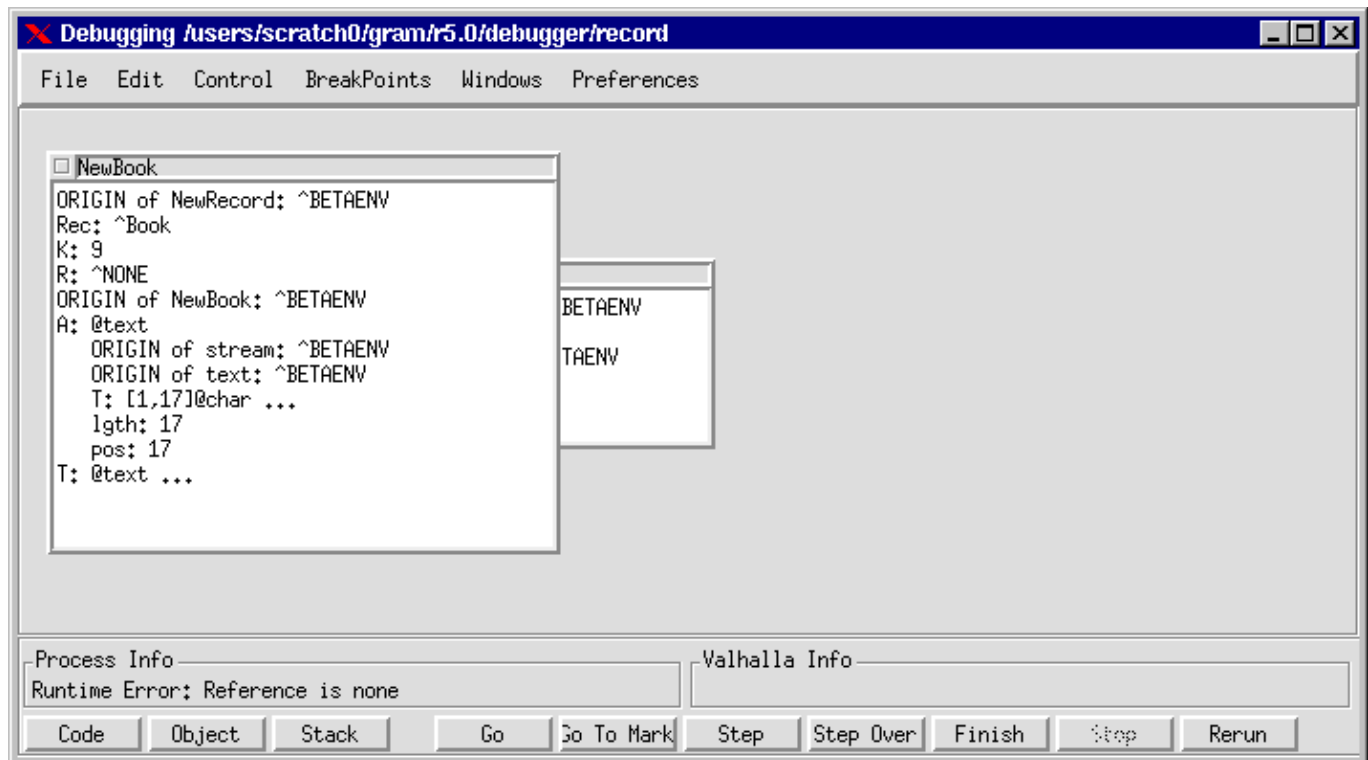 Debugging /users/scratch0/gram/r5.0/debugger/record
File Edit Control BreakPoints Windows Preferences
NewBook
ORIGIN of NewRecord: ^BETAENV
Rec: ^Book
K: 9
R: ^NONE
ORIGIN of NewBook: ^BETAENV
A: @text
ORIGIN of stream: ^BETAENV
ORIGIN of text: ^BETAENV
T: [1,17]@char ...
lgth: 17
pos: 17
T: @text ...
BETAENV
TAENV
Process Info
Runtime Error: Reference is none
Valhalla Info
Code Object Stack Go Go To Mark Step Step Over Finish Stop Rerun